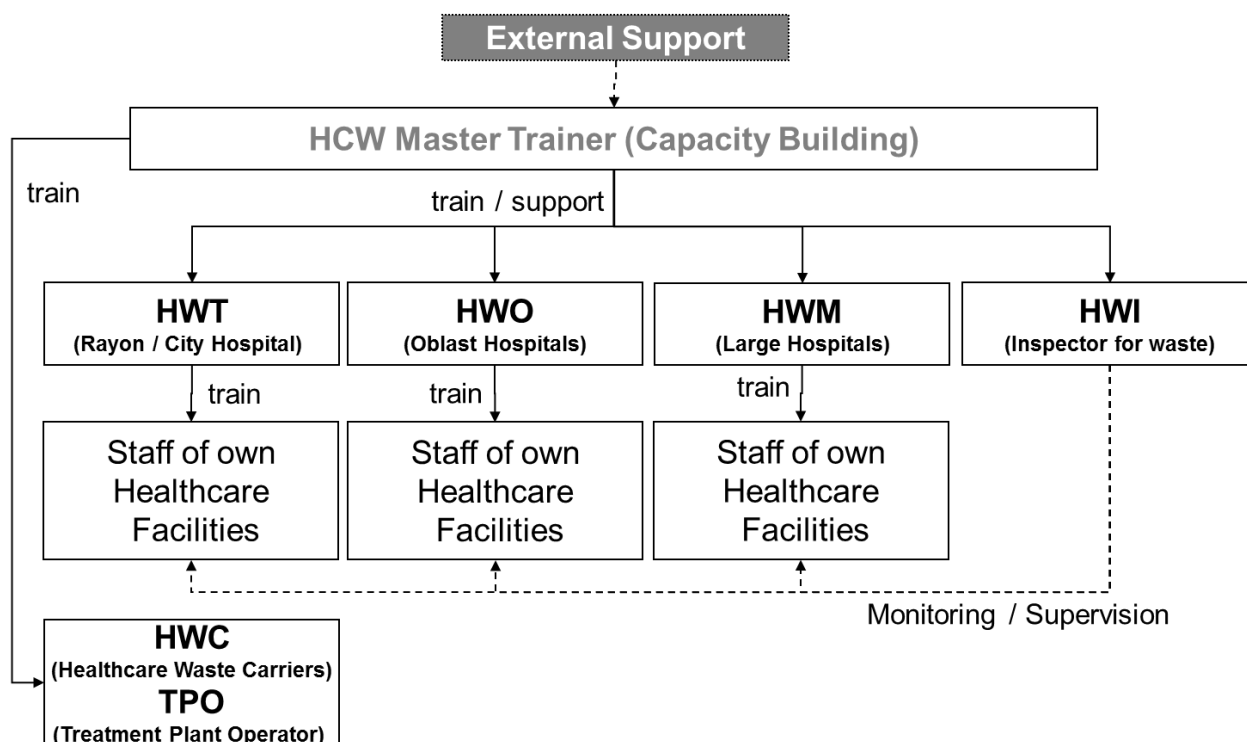 External Support
HCW Master Trainer (Capacity Building)
train
train / support
HWT
(Rayon / City Hospital)
HWO
(Oblast Hospitals)
HWM
(Large Hospitals)
HWI
(Inspector for waste)
train
train
train
Staff of own
Healthcare
Facilities
Staff of own
Healthcare
Facilities
Staff of own
Healthcare
Facilities
Monitoring / Supervision
HWC
(Healthcare Waste Carriers)
TPO
(Treatment Plant Operator)